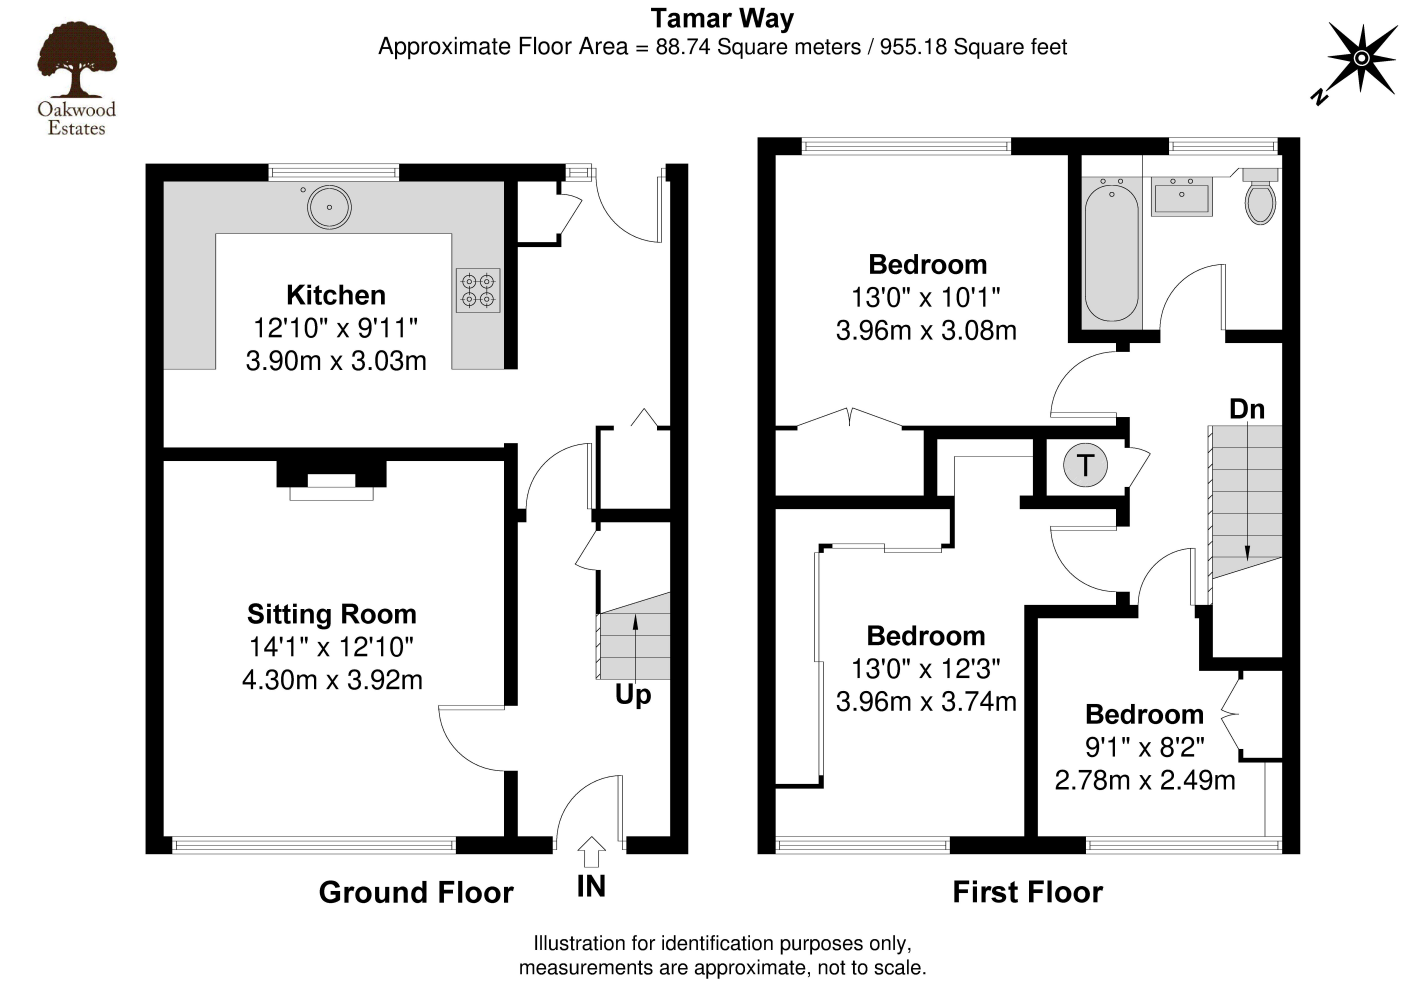 Tamar Way
Approximate Floor Area = 88.74 Square meters / 955.18 Square feet
Oakwood
Estates
N
Kitchen
12'10" x 9'11"
3.90m x 3.03m
Sitting Room
14'1" x 12'10"
4.30m x 3.92m
Up
IN
Ground Floor
Bedroom
13'0" x 10'1"
3.96m x 3.08m
Dn
T
Bedroom
13'0" x 12'3"
3.96m x 3.74m
Bedroom
9'1" x 8'2"
2.78m x 2.49m
First Floor
Illustration for identification purposes only,
measurements are approximate, not to scale.